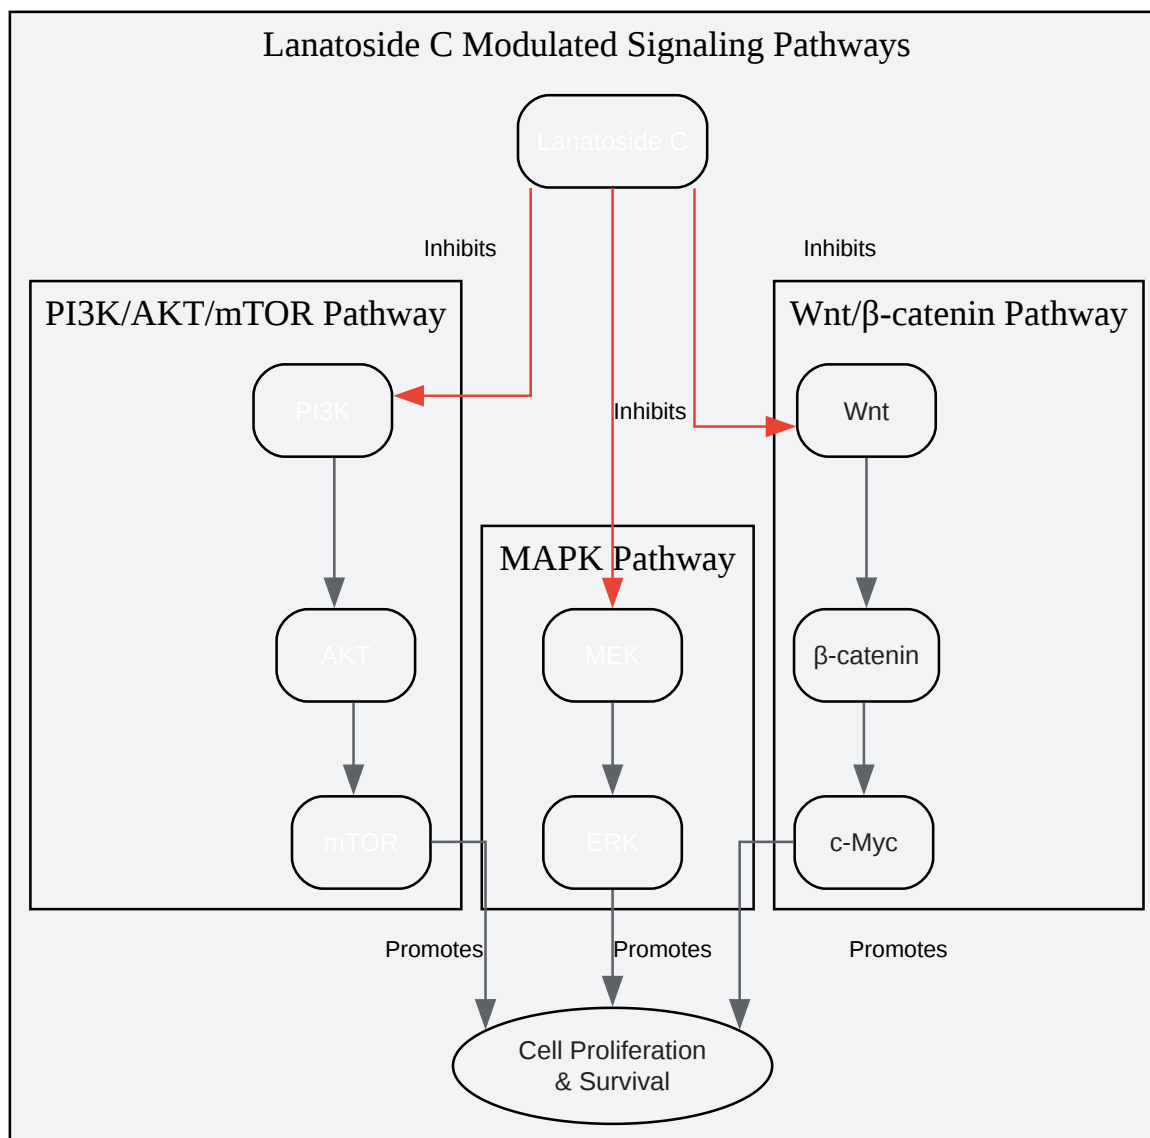 Lanatoside C Modulated Signaling Pathways
Lanatoside C
Inhibits
Inhibits
PI3K/AKT/mTOR Pathway
Wnt/β-catenin Pathway
PI3K
Inhibits
Wnt
MAPK Pathway
AKT
MEK
β-catenin
mTOR
ERK
c-Myc
Promotes
Promotes
Promotes
Cell Proliferation
& Survival